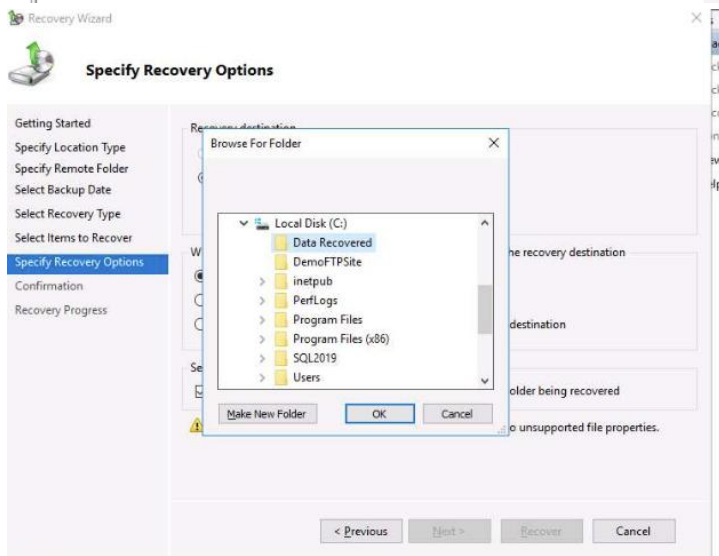 Recovery Wizard
Specify Recovery Options
Getting Started
Specify Location Type
Specify Remote Folder
Select Backup Date
Select Recovery Type
Select Items to Recover
Specify Recovery Options
Confirmation
Recovery Progress
Browse For Folder
Local Disk (C:)
Data Recovered
DemoFTPSite
inetpub
PerfLogs
Program Files
Program Files (x86)
SQL2019
Users
Make New Folder
OK
Cancel
he recovery destination
destination
older being recovered
o unsupported file properties.
< Previous
Next >
Recover
Cancel